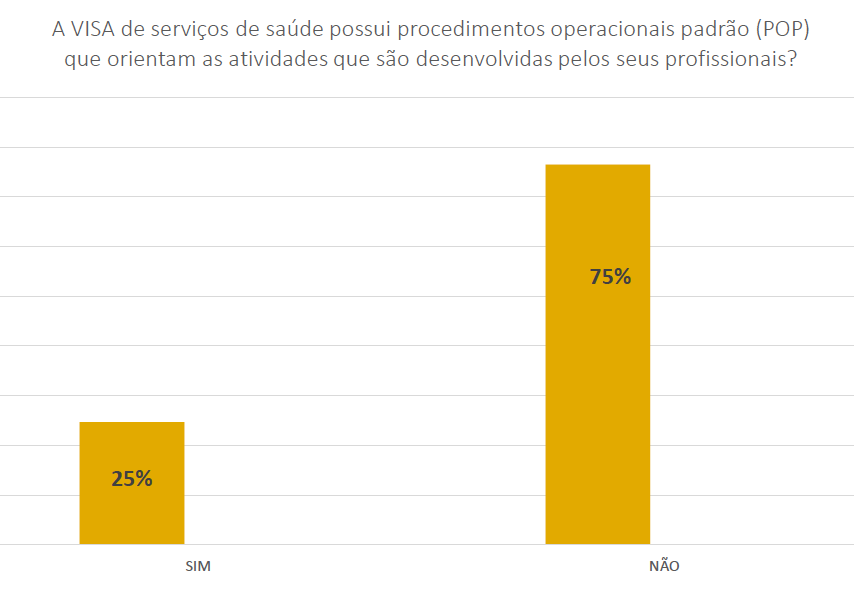 A VISA de serviços de saúde possui procedimentos operacionais padrão (POP)
que orientam as atividades que são desenvolvidas pelos seus profissionais?
75%
25%
SIM
NÃO